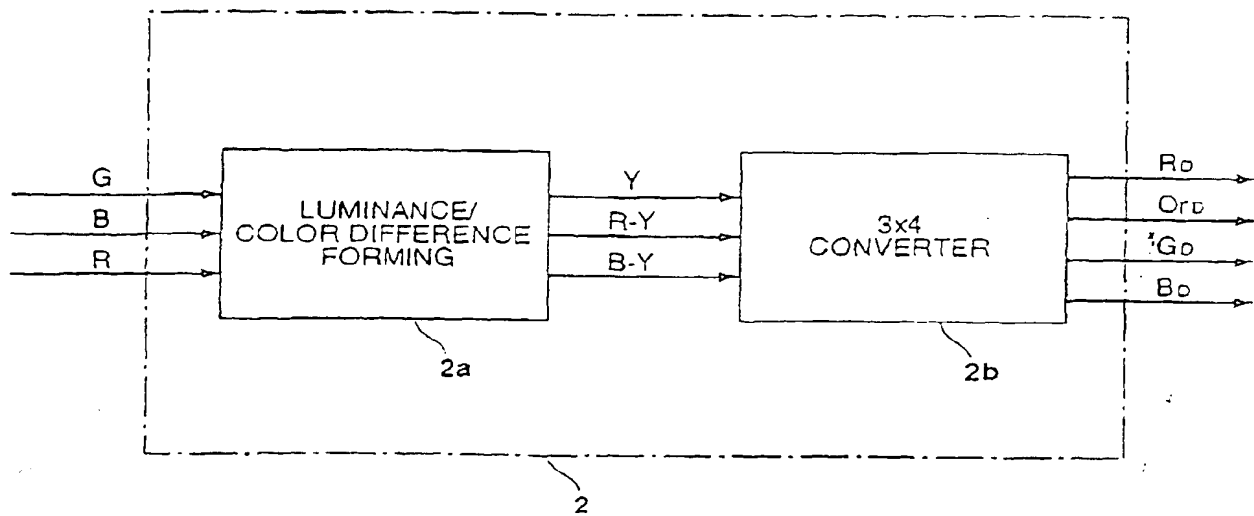 G
B
R
LUMINANCE/
COLOR DIFFERENCE
FORMING
2a
Y
R-Y
B-Y
3x4
CONVERTER
2b
RD
OrD
GD
BD
2